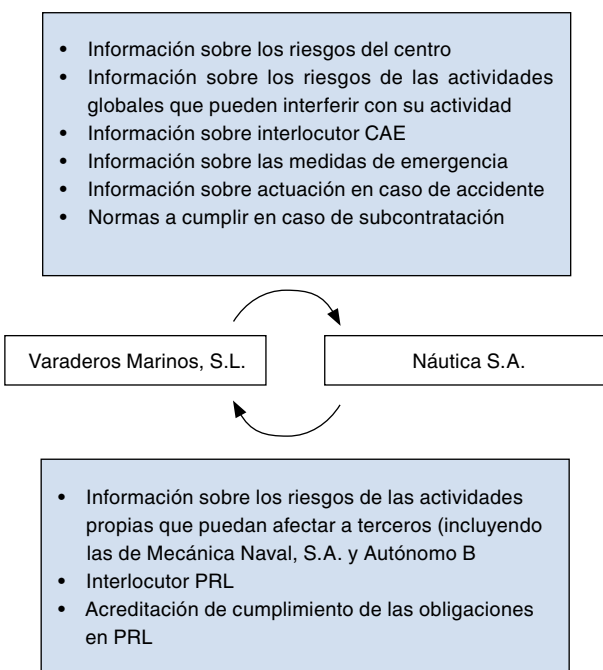 • Información sobre los riesgos del centro
• Información sobre los riesgos de las actividades
globales que pueden interferir con su actividad
• Información sobre interlocutor CAE
• Información sobre las medidas de emergencia
• Información sobre actuación en caso de accidente
• Normas a cumplir en caso de subcontratación
Varaderos Marinos, S.L.
Náutica S.A.
• Información sobre los riesgos de las actividades
propias que puedan afectar a terceros (incluyendo
las de Mecánica Naval, S.A. y Autónomo B
• Interlocutor PRL
• Acreditación de cumplimiento de las obligaciones
en PRL